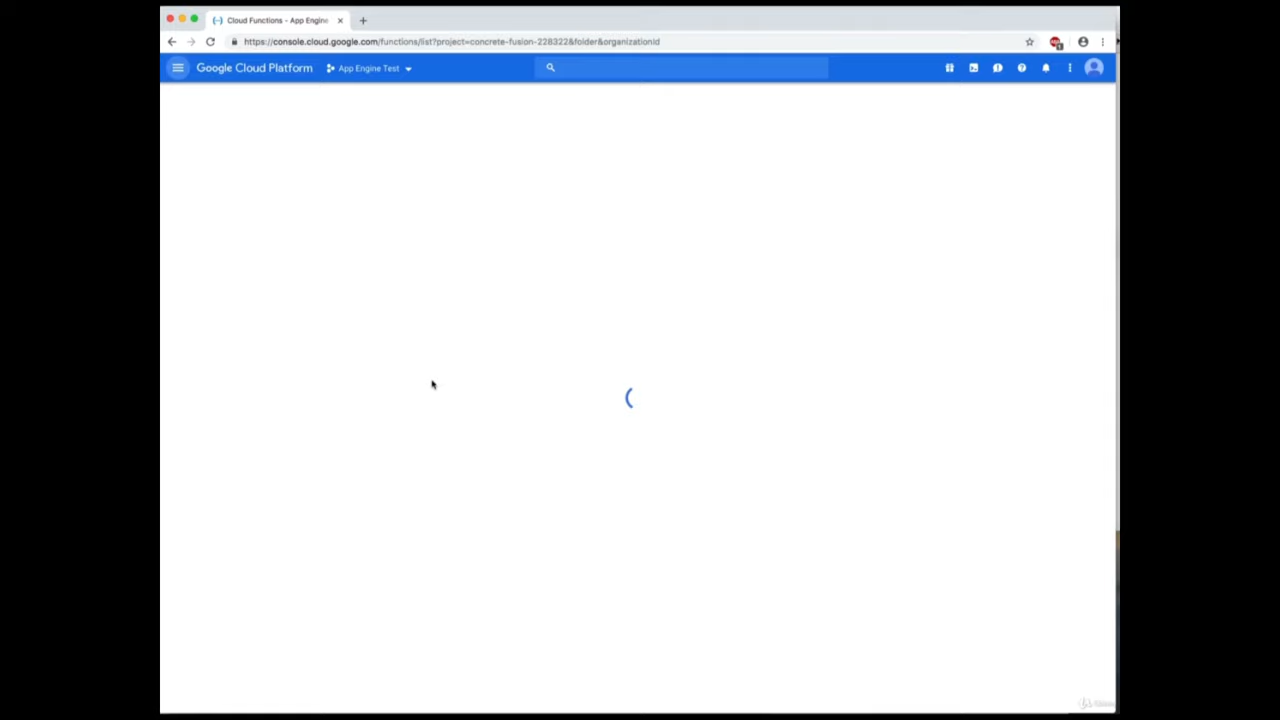 Cloud Functions - App Engine
https://console.cloud.google.com/functions/list?project=concrete-fusion-228322&folder&organizationId
Google Cloud Platform
App Engine Test